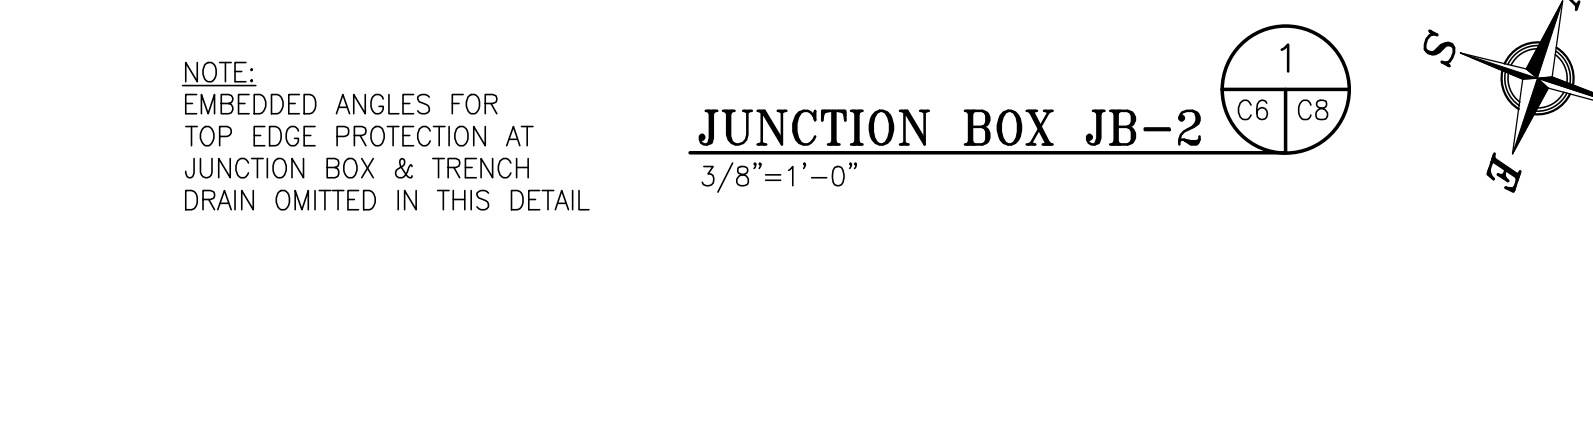 NOTE:
EMBEDDED ANGLES FOR
TOP EDGE PROTECTION AT
JUNCTION BOX & TRENCH
DRAIN OMITTED IN THIS DETAIL
JUNCTION BOX JB-2
3/8"=1'-0"
1
C6 C8
S
E